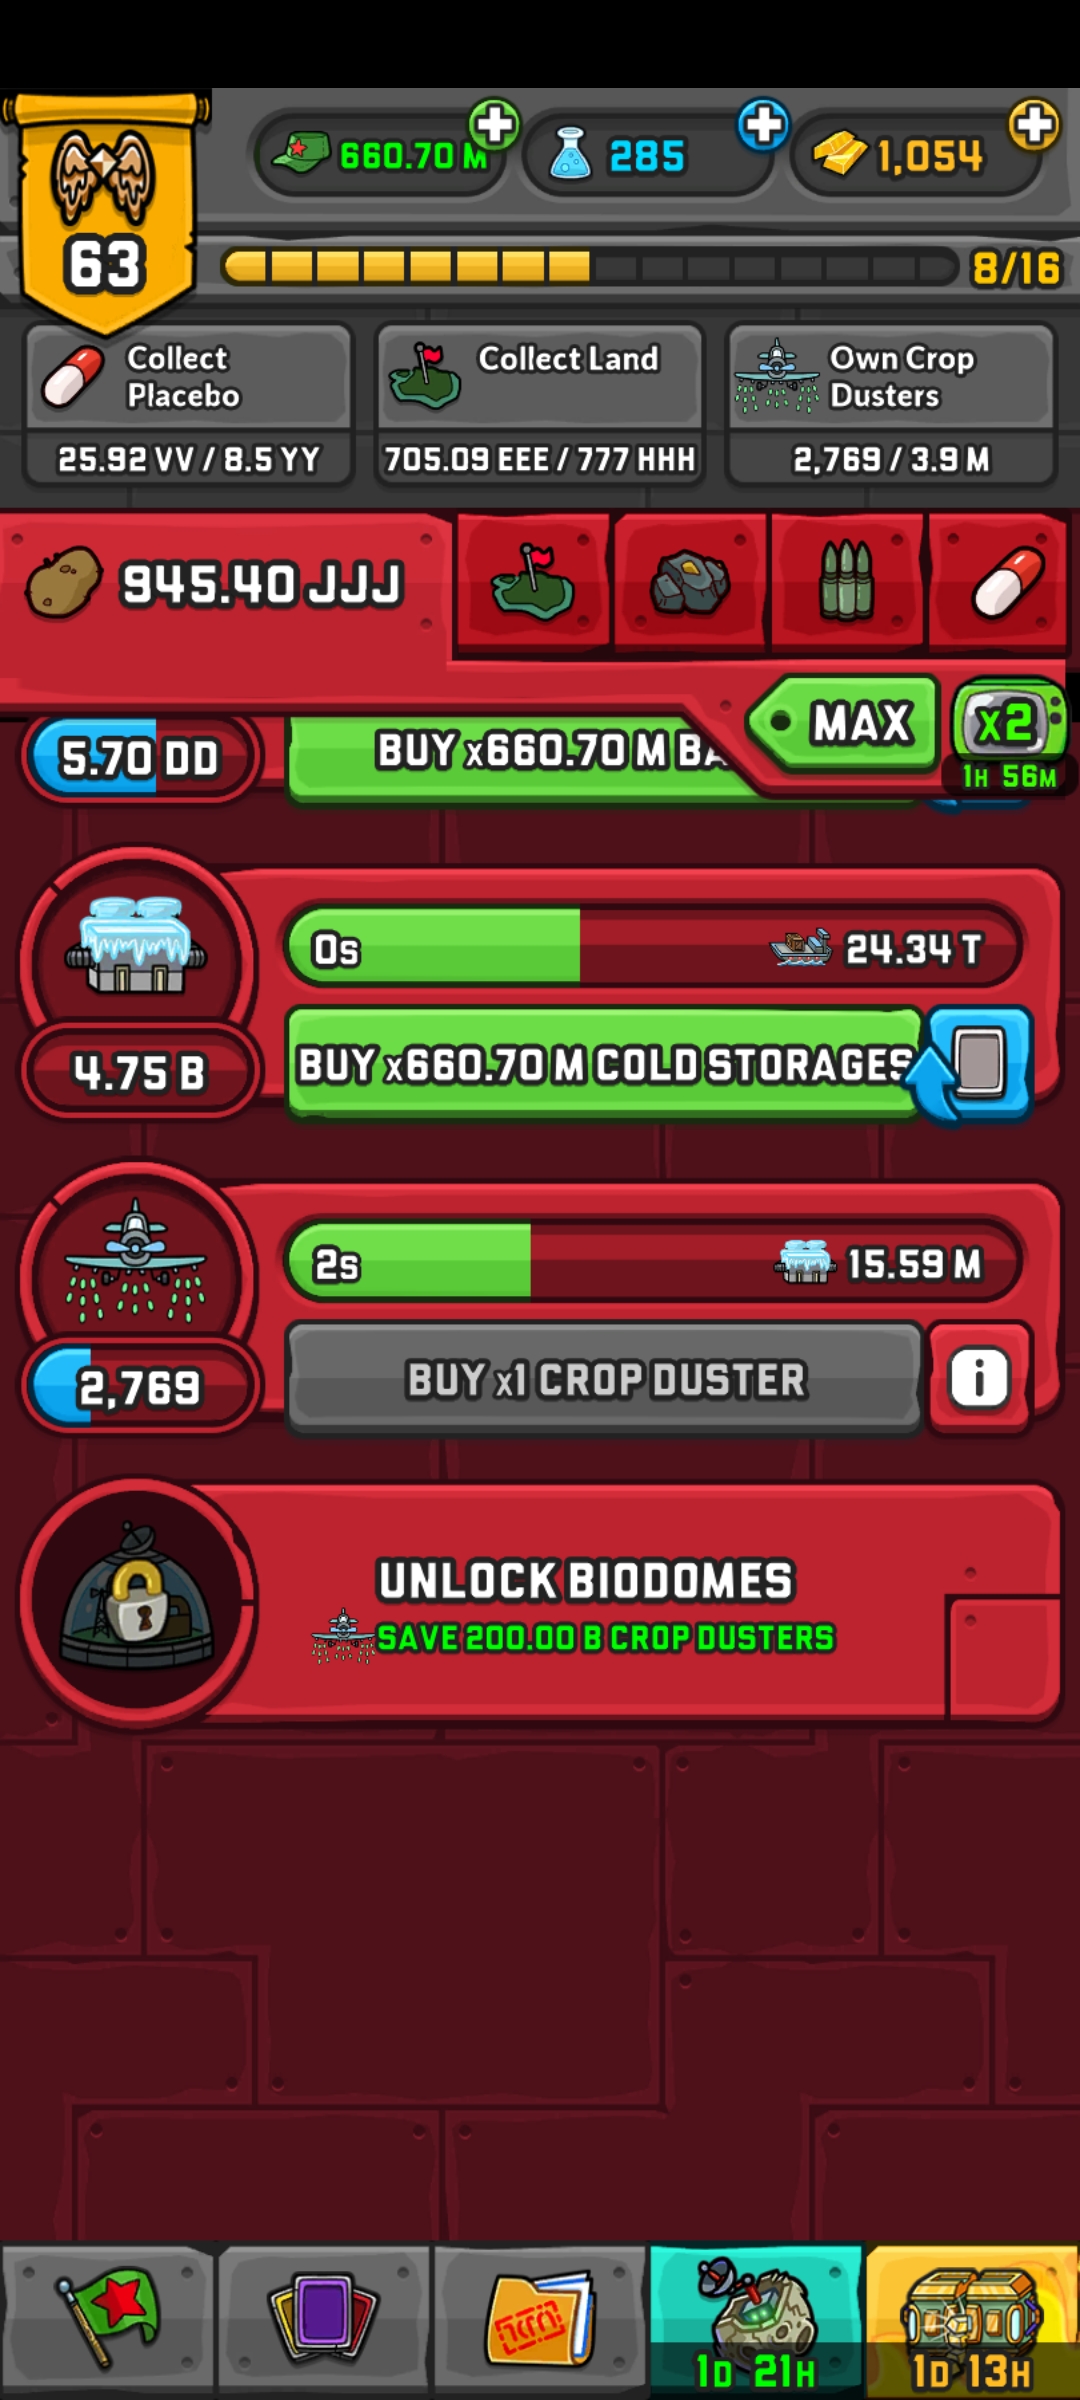 660.70 M
285
1,054
63
8/16
Collect
Placebo
25.92 VV / 8.5 YY
Collect Land
705.09 EEE / 777 HHH
Own Crop
Dusters
2,769 / 3.9 M
945.40 JJJ
MAX
x2
1H 56M
5.70 DD
BUY x660.70 M BA
0s
24.34 T
4.75 B
BUY x660.70 M COLD STORAGES
2s
15.59 M
2,769
BUY x1 CROP DUSTER
i
UNLOCK BIODOMES
SAVE 200.00 B CROP DUSTERS
1D 21H
1D 13H